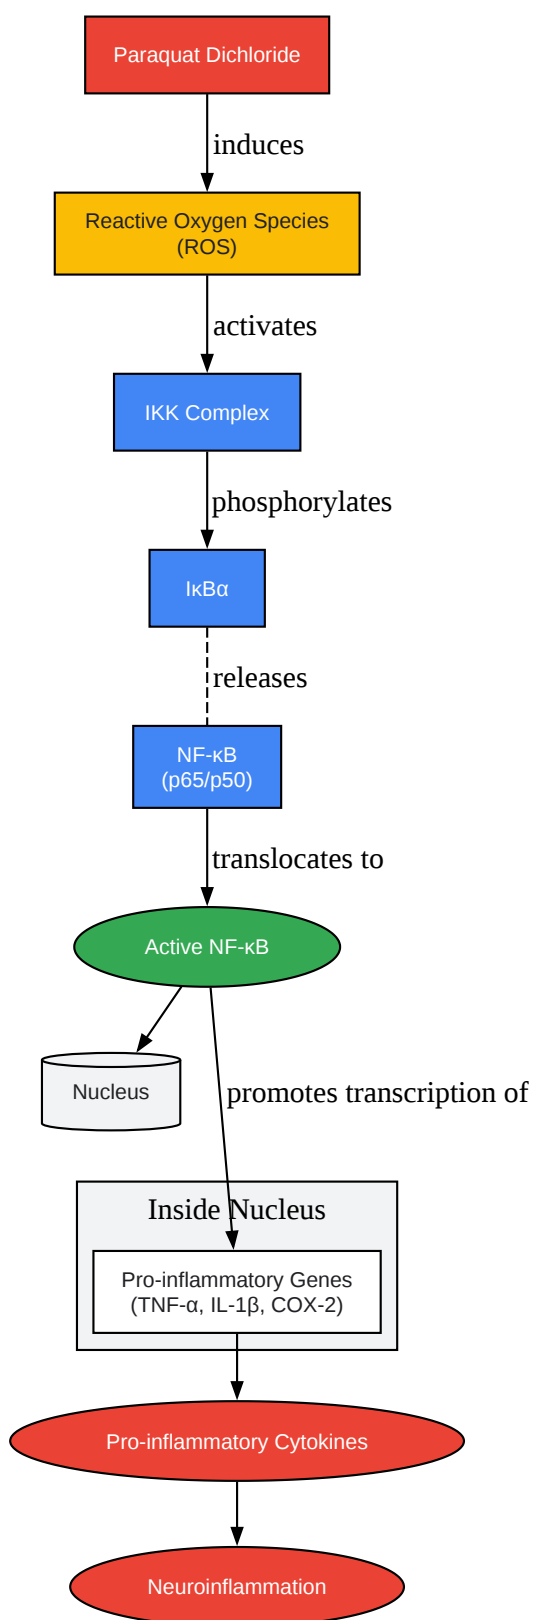 Paraquat Dichloride
induces
Reactive Oxygen Species
(ROS)
activates
IKK Complex
phosphorylates
IκBα
releases
NF-κB
(p65/p50)
translocates to
Active NF-κB
Nucleus
promotes transcription of
Inside Nucleus
Pro-inflammatory Genes
(TNF-α, IL-1β, COX-2)
Pro-inflammatory Cytokines
Neuroinflammation